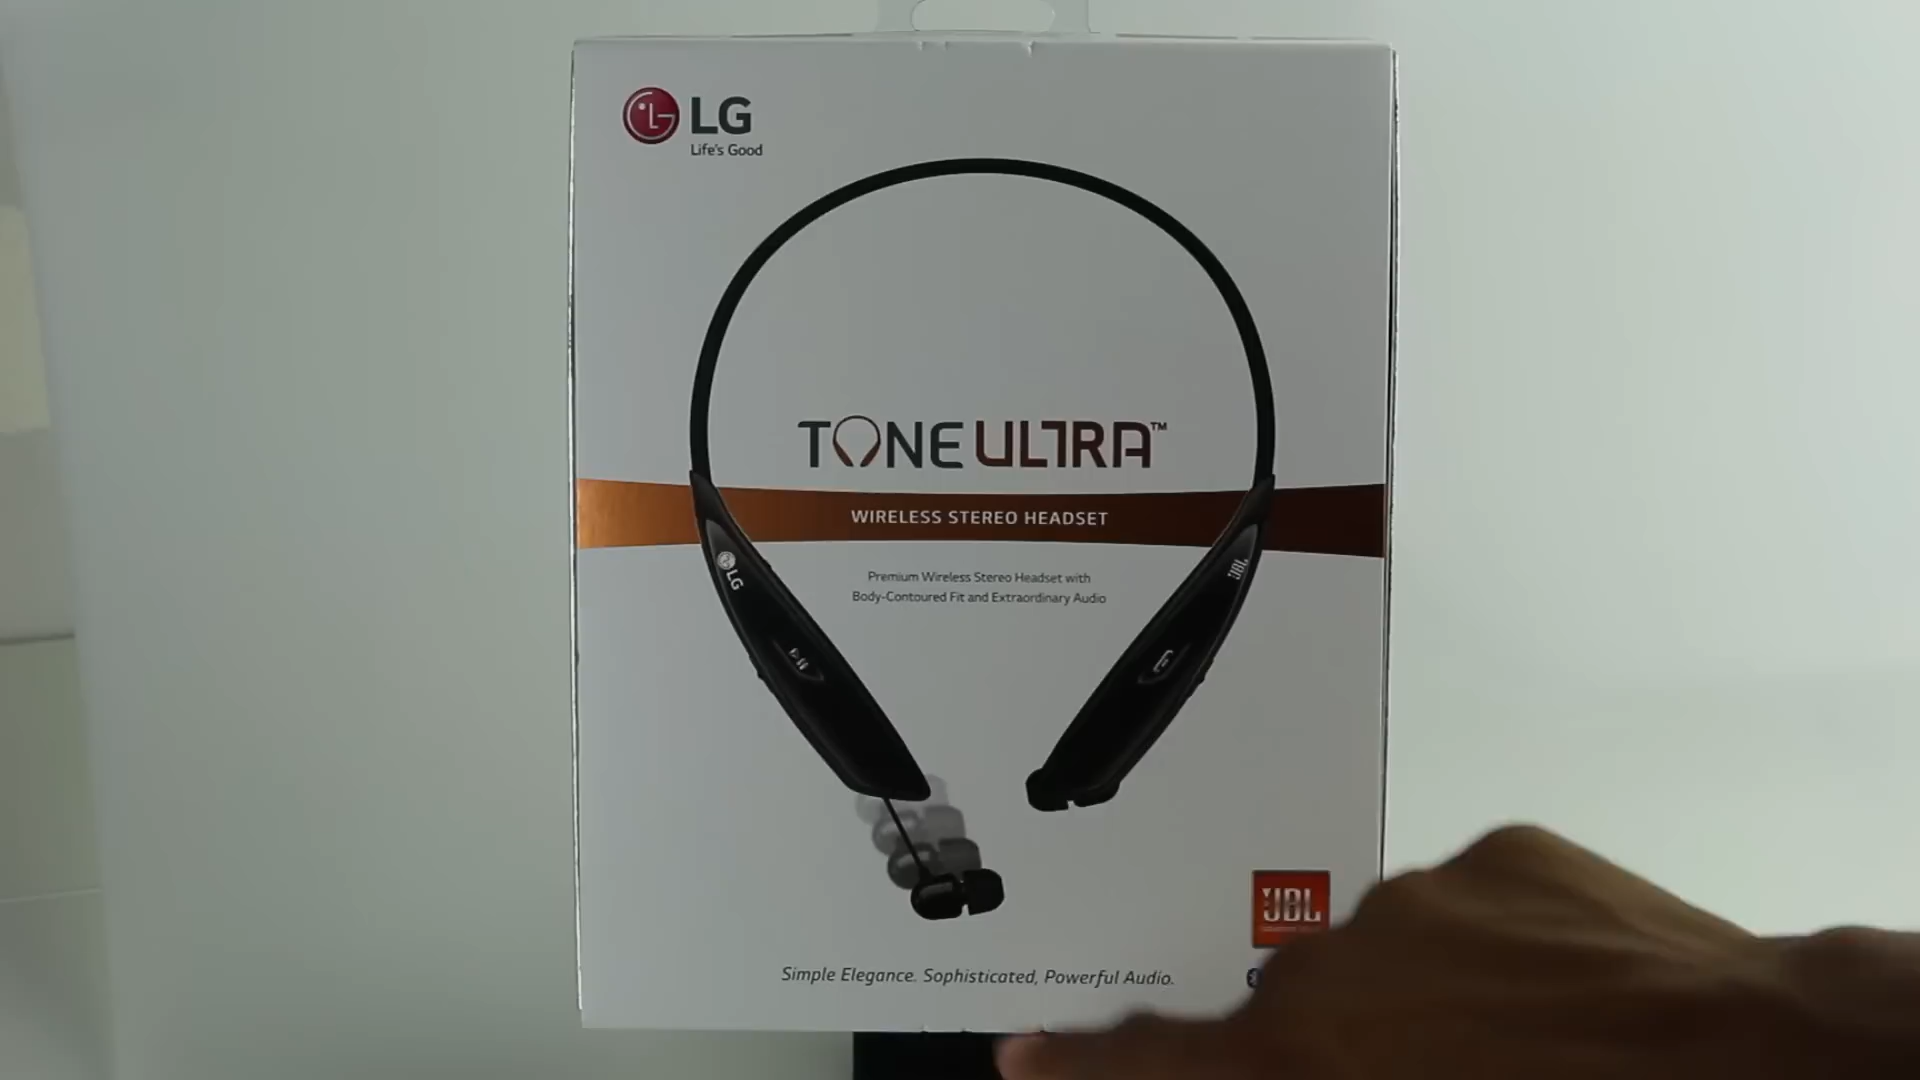 LG
Life's Good
TONE ULTRA™
WIRELESS STEREO HEADSET
Premium Wireless Stereo Headset with
Body-Contoured Fit and Extraordinary Audio
LG
JBL
JBL
Simple Elegance. Sophisticated, Powerful Audio.